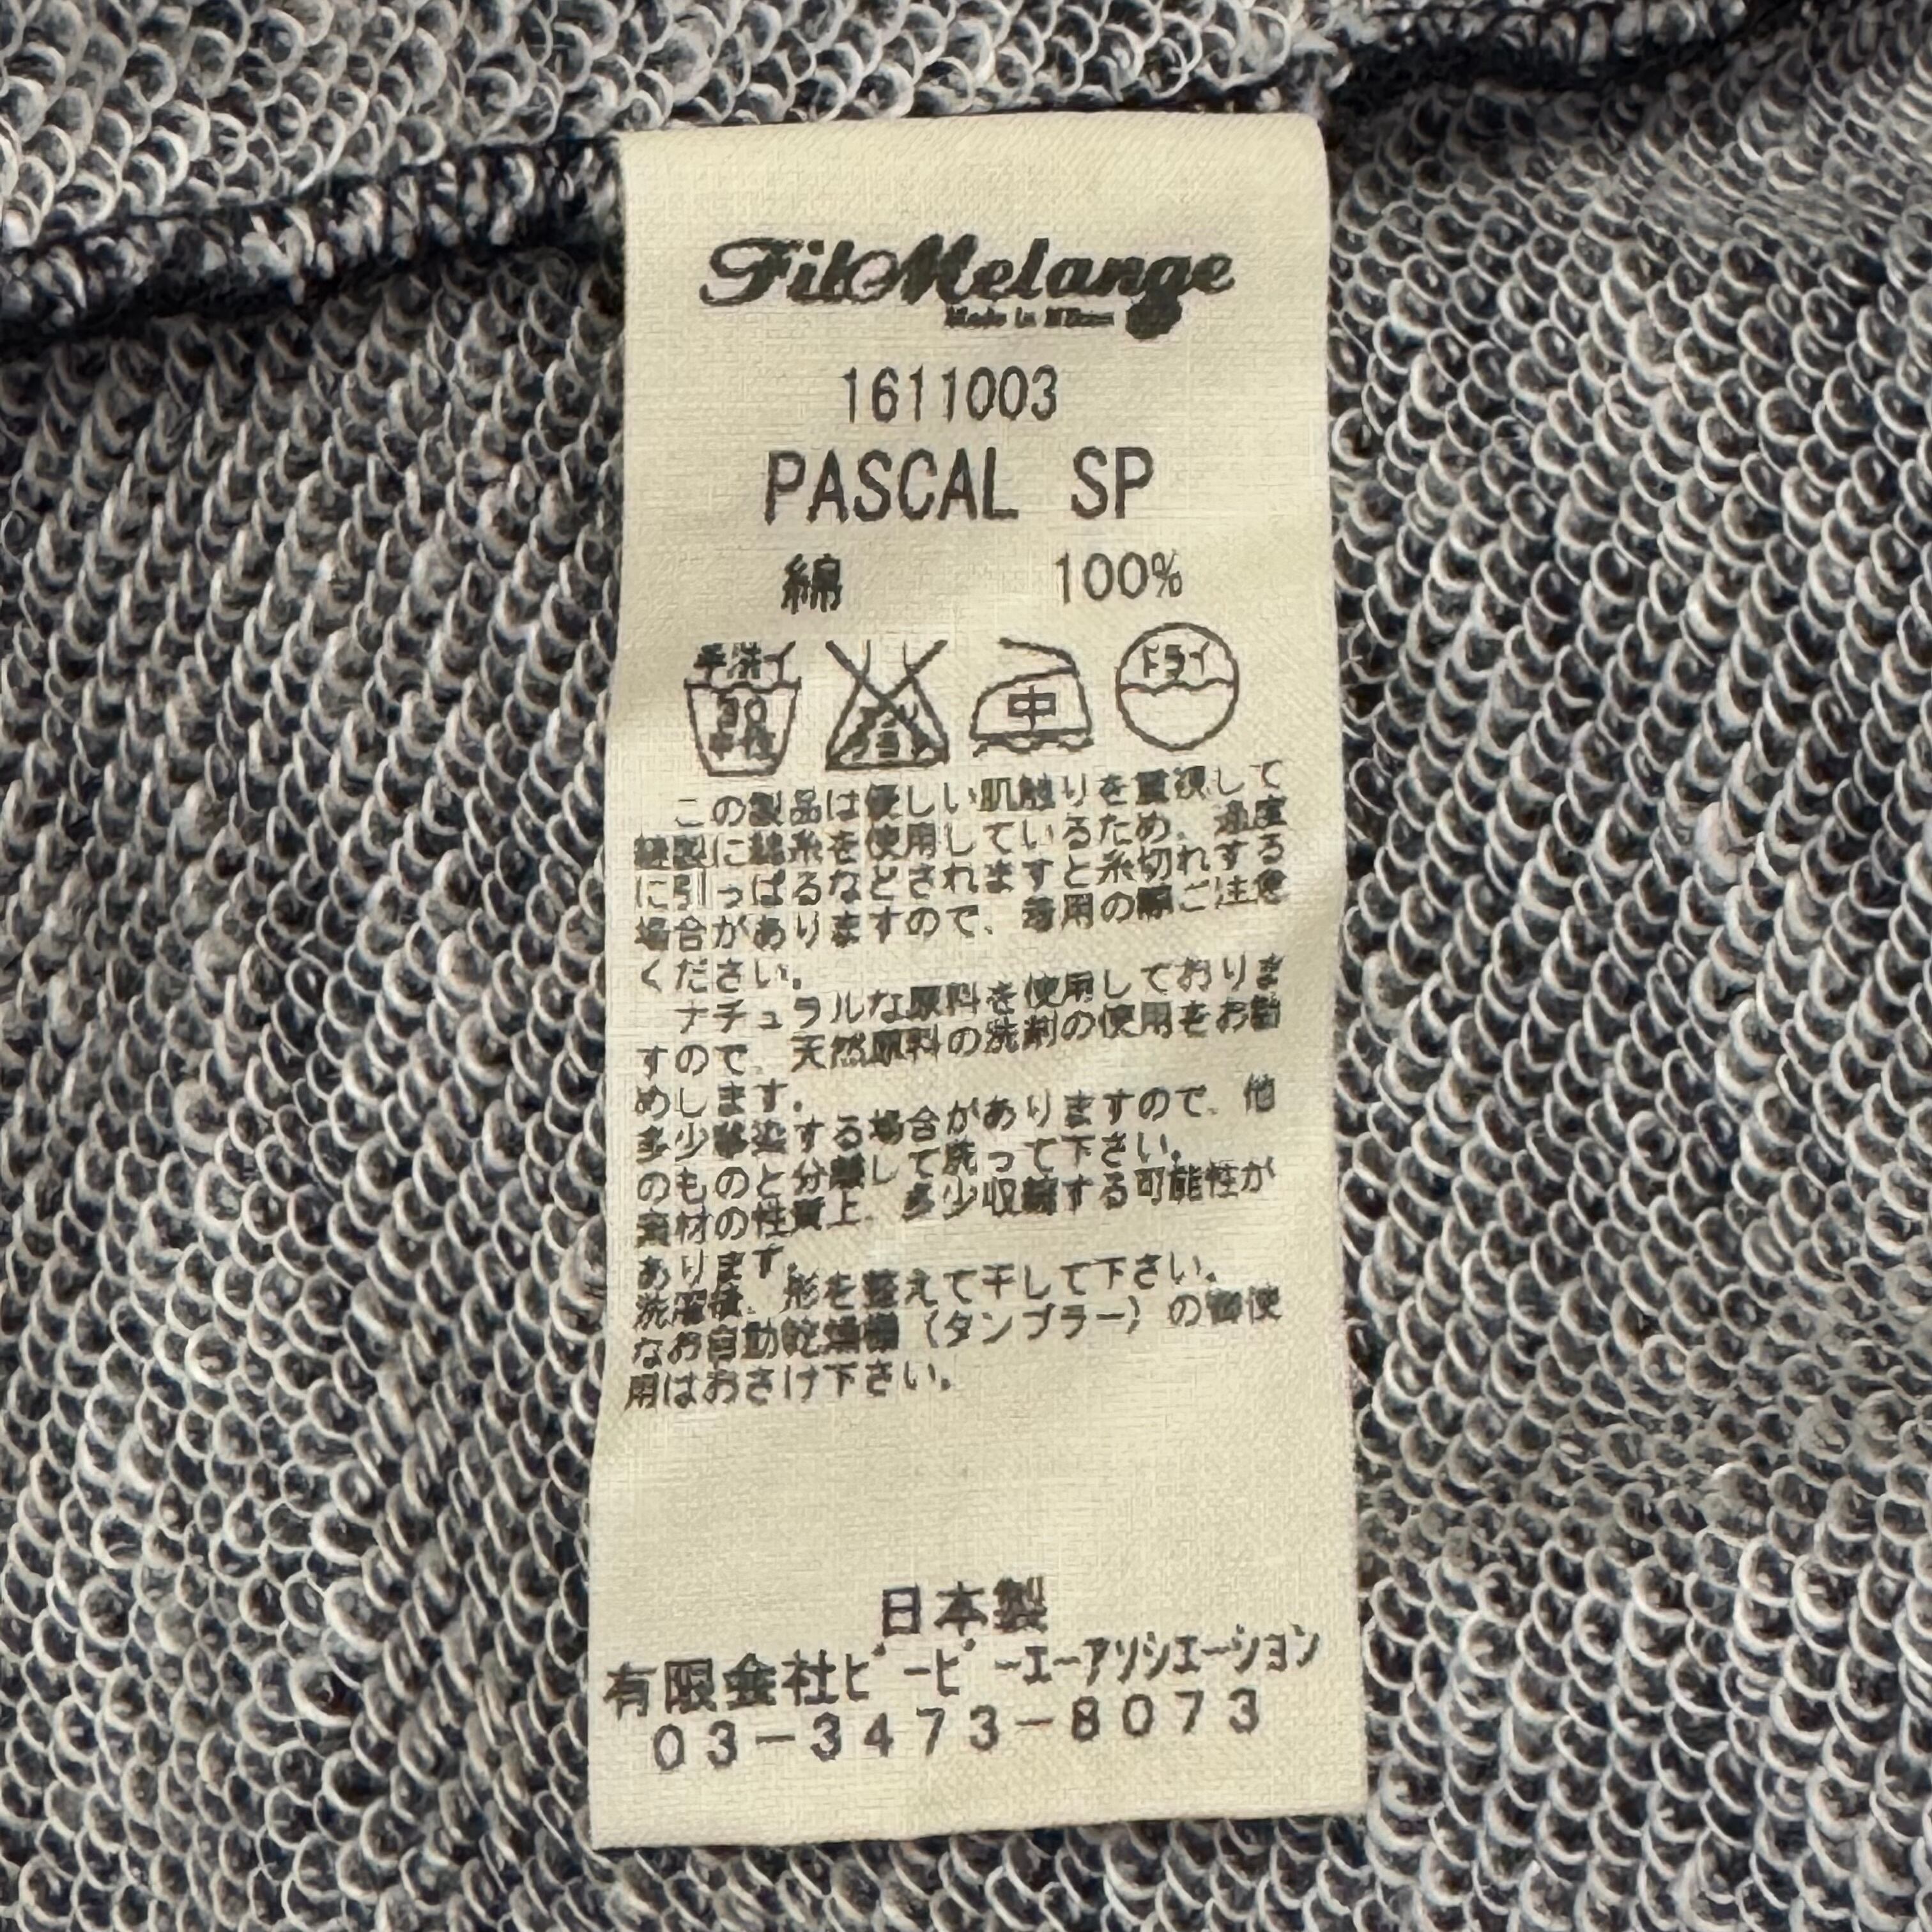 FilMelange
Made in
1611003
PASCAL SP
綿 100%
手洗イ
30
中性
中
ドライ
この製品は優しい肌触りを重視して
縫製に綿糸を使用しているため、過度
に引っぱるなどされますと糸切れする
場合がありますので、着用の際ご注意
ください。
ナチュラルな原料を使用しておりま
すので、天然原料の洗剤の使用をお勧
めします。
多少移染する場合がありますので、他
のものと分離して洗って下さい。
素材の性質上、多少収縮する可能性が
あります。
洗濯後、形を整えて干して下さい。
なお自動乾燥機（タンブラー）の御使
用はおさけ下さい。
日本製
有限会社ﾋﾞｰﾋﾟｰｴｰｱｿｼｴｰｼｮﾝ
03-3473-8073